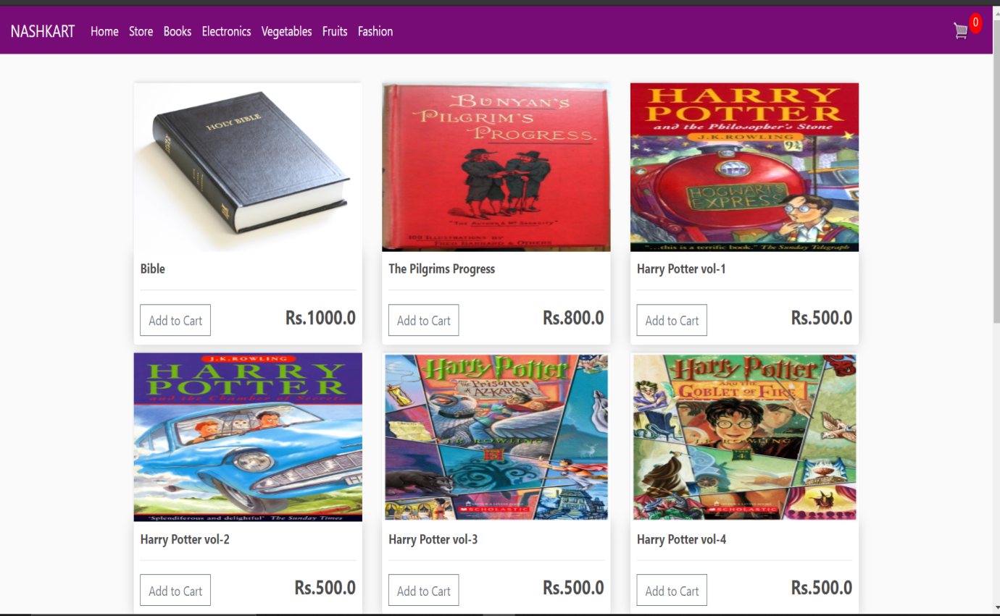 NASHKART Home Store Books Electronics Vegetables Fruits Fashion 0
HOLY BIBLE
BUNYAN'S
PILGRIM'S
PROGRESS.
"THE AUTHOR & MR SAGACITY"
100 ILLUSTRATIONS BY
FRED BARNARD & OTHERS
HARRY
POTTER
and the Philosopher's Stone
J.K.ROWLING
9¾
HOGWARTS
EXPRESS
"...this is a terrific book." The Sunday Telegraph
Bible
The Pilgrims Progress
Harry Potter vol-1
Add to Cart Rs.1000.0
Add to Cart Rs.800.0
Add to Cart Rs.500.0
J.K.ROWLING
HARRY
POTTER
and the Chamber of Secrets
'Splendiferous and delightful' The Sunday Times
Harry Potter
AND THE
Prisoner
of AZKABAN
J.K. ROWLING
SCHOLASTIC
Harry Potter
AND THE
GOBLET OF FIRE
J.K. ROWLING
YEAR
4
SCHOLASTIC
Harry Potter vol-2
Harry Potter vol-3
Harry Potter vol-4
Add to Cart Rs.500.0
Add to Cart Rs.500.0
Add to Cart Rs.500.0